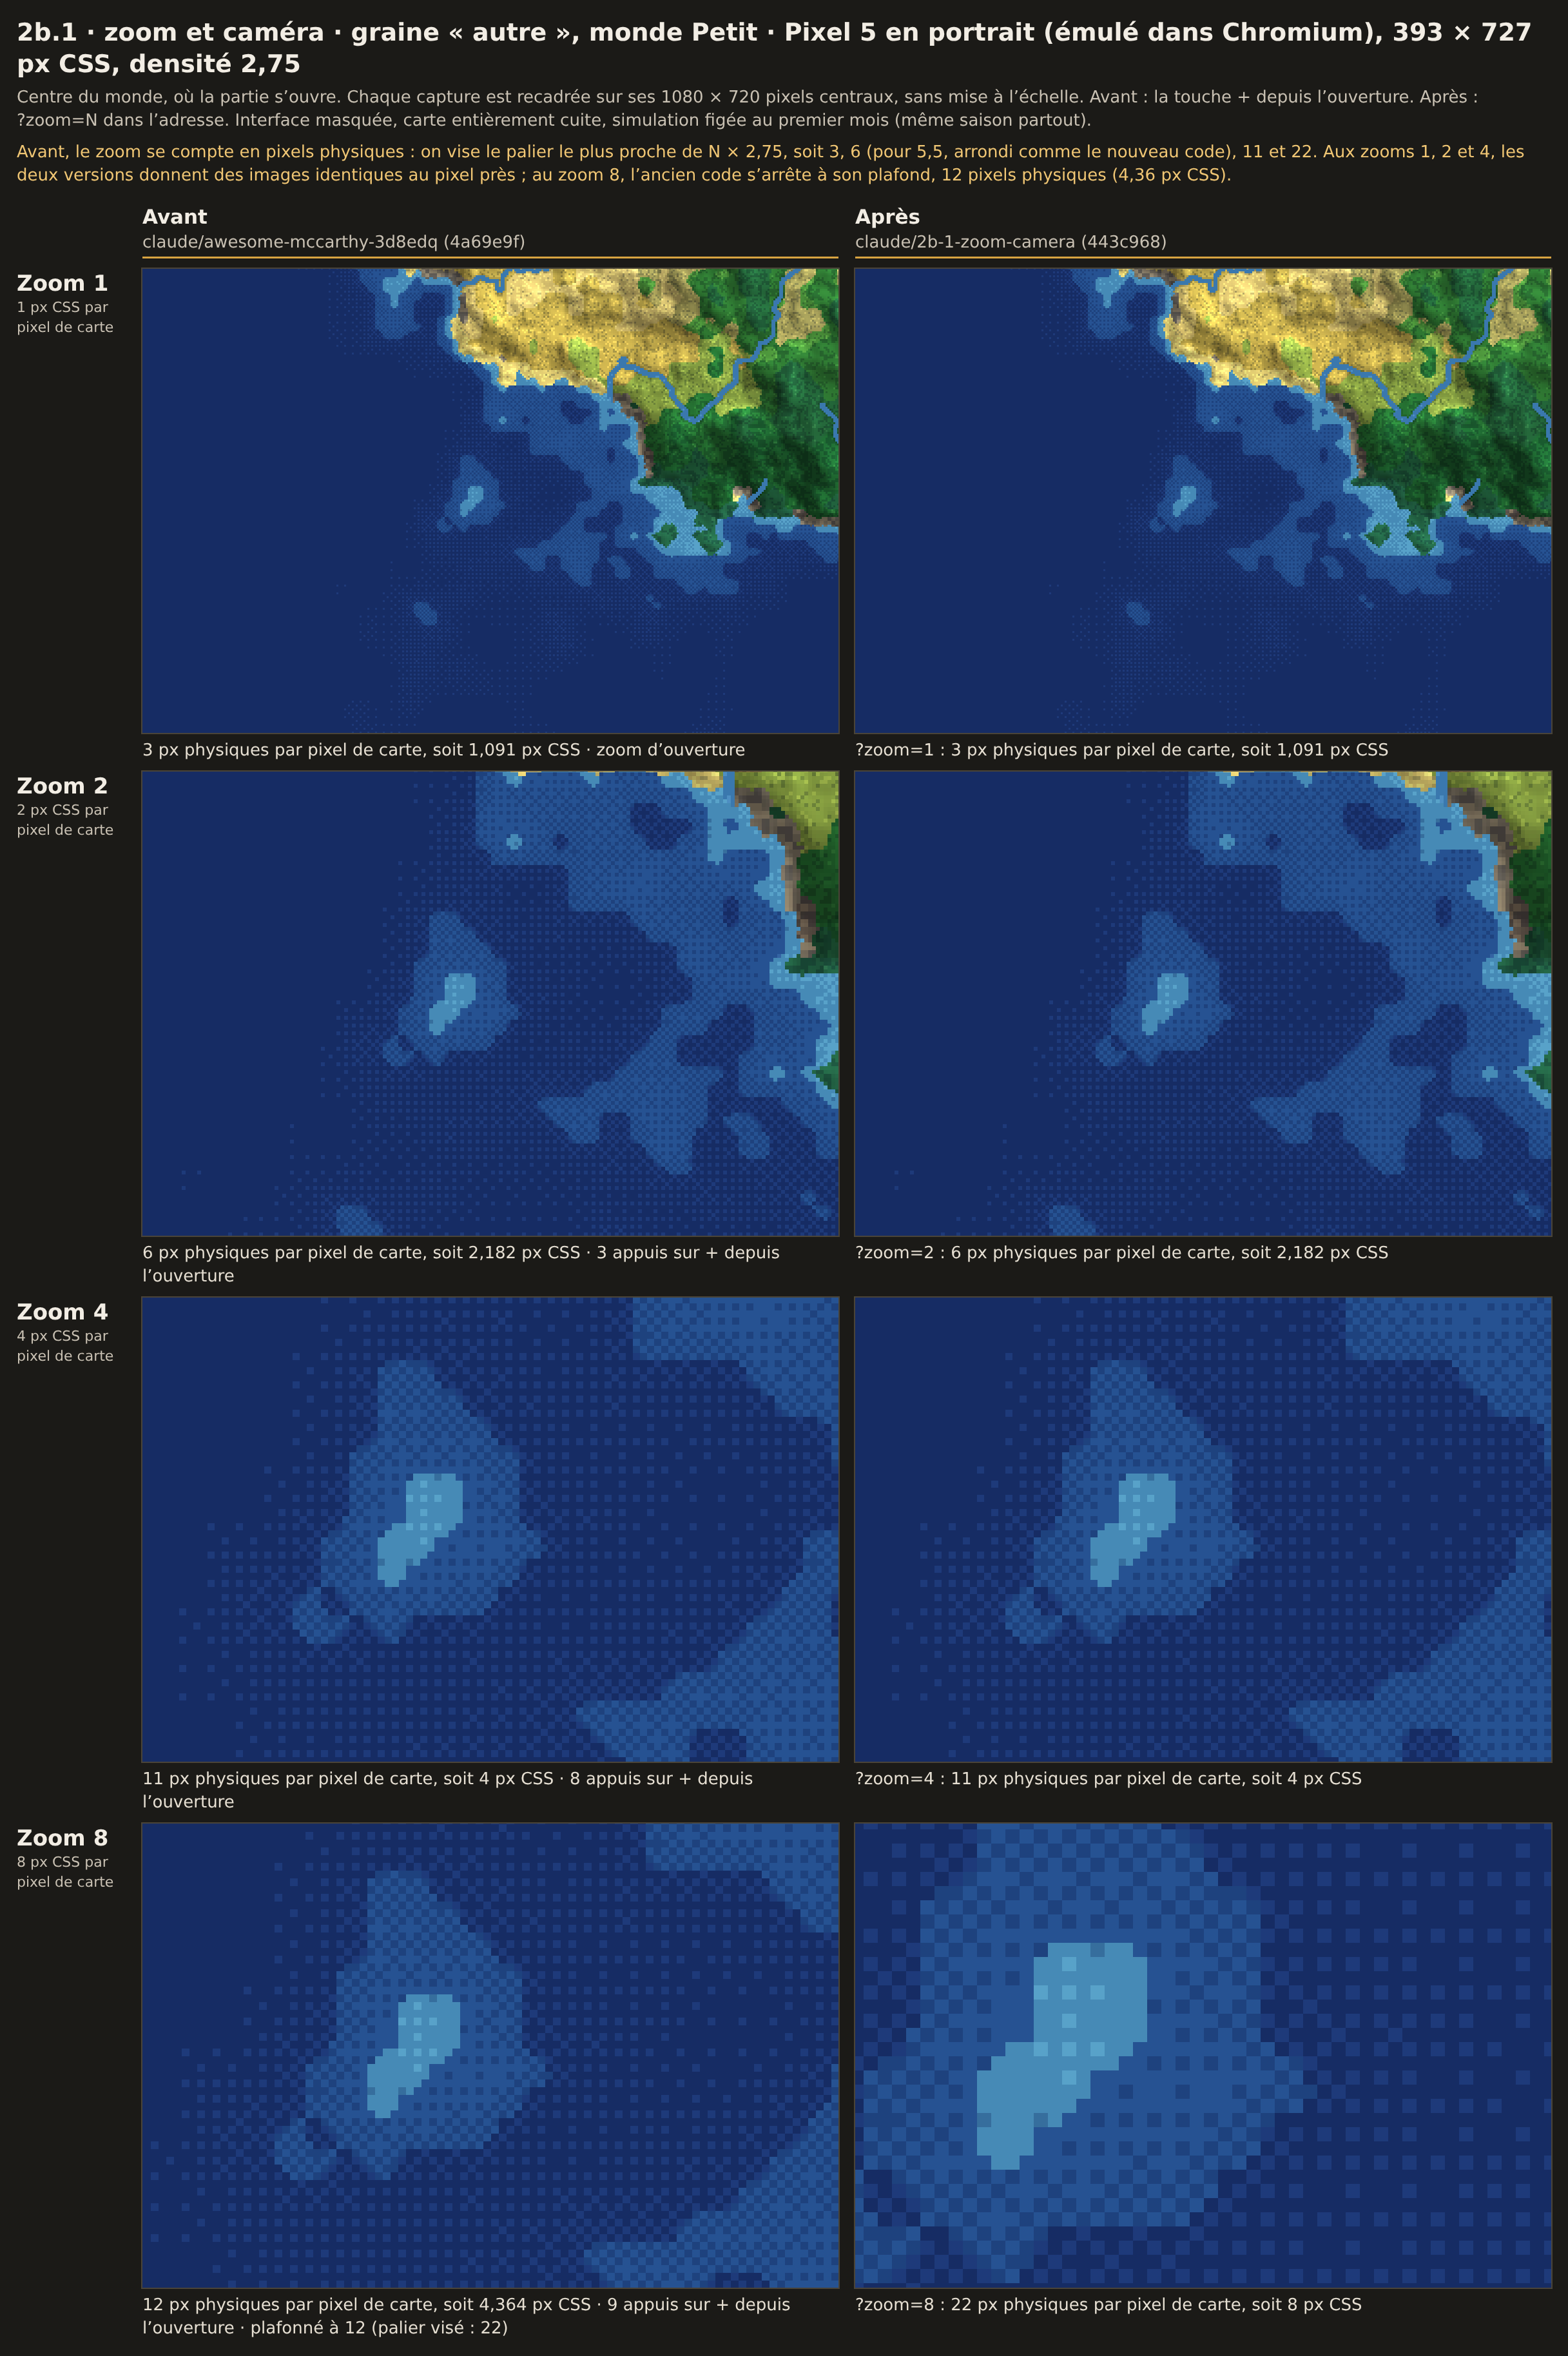 2b.1 · zoom et caméra · graine « autre », monde Petit · Pixel 5 en portrait (émulé dans Chromium), 393 × 727
px CSS, densité 2,75
Centre du monde, où la partie s’ouvre. Chaque capture est recadrée sur ses 1080 × 720 pixels centraux, sans mise à l’échelle. Avant : la touche + depuis l’ouverture. Après :
?zoom=N dans l’adresse. Interface masquée, carte entièrement cuite, simulation figée au premier mois (même saison partout).
Avant, le zoom se compte en pixels physiques : on vise le palier le plus proche de N × 2,75, soit 3, 6 (pour 5,5, arrondi comme le nouveau code), 11 et 22. Aux zooms 1, 2 et 4, les
deux versions donnent des images identiques au pixel près ; au zoom 8, l’ancien code s’arrête à son plafond, 12 pixels physiques (4,36 px CSS).
Avant
claude/awesome-mccarthy-3d8edq (4a69e9f)
Après
claude/2b-1-zoom-camera (443c968)
Zoom 1
1 px CSS par
pixel de carte
3 px physiques par pixel de carte, soit 1,091 px CSS · zoom d’ouverture
?zoom=1 : 3 px physiques par pixel de carte, soit 1,091 px CSS
Zoom 2
2 px CSS par
pixel de carte
6 px physiques par pixel de carte, soit 2,182 px CSS · 3 appuis sur + depuis
l’ouverture
?zoom=2 : 6 px physiques par pixel de carte, soit 2,182 px CSS
Zoom 4
4 px CSS par
pixel de carte
11 px physiques par pixel de carte, soit 4 px CSS · 8 appuis sur + depuis
l’ouverture
?zoom=4 : 11 px physiques par pixel de carte, soit 4 px CSS
Zoom 8
8 px CSS par
pixel de carte
12 px physiques par pixel de carte, soit 4,364 px CSS · 9 appuis sur + depuis
l’ouverture · plafonné à 12 (palier visé : 22)
?zoom=8 : 22 px physiques par pixel de carte, soit 8 px CSS